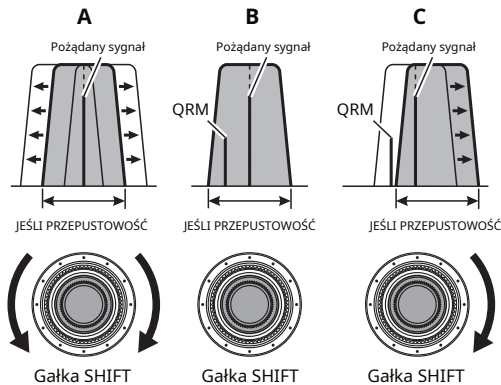 A
B
C
Pożądany sygnał
Pożądany sygnał
Pożądany sygnał
QRM
QRM
JEŚLI PRZEPUSTOWOŚĆ
JEŚLI PRZEPUSTOWOŚĆ
JEŚLI PRZEPUSTOWOŚĆ
Gałka SHIFT
Gałka SHIFT
Gałka SHIFT